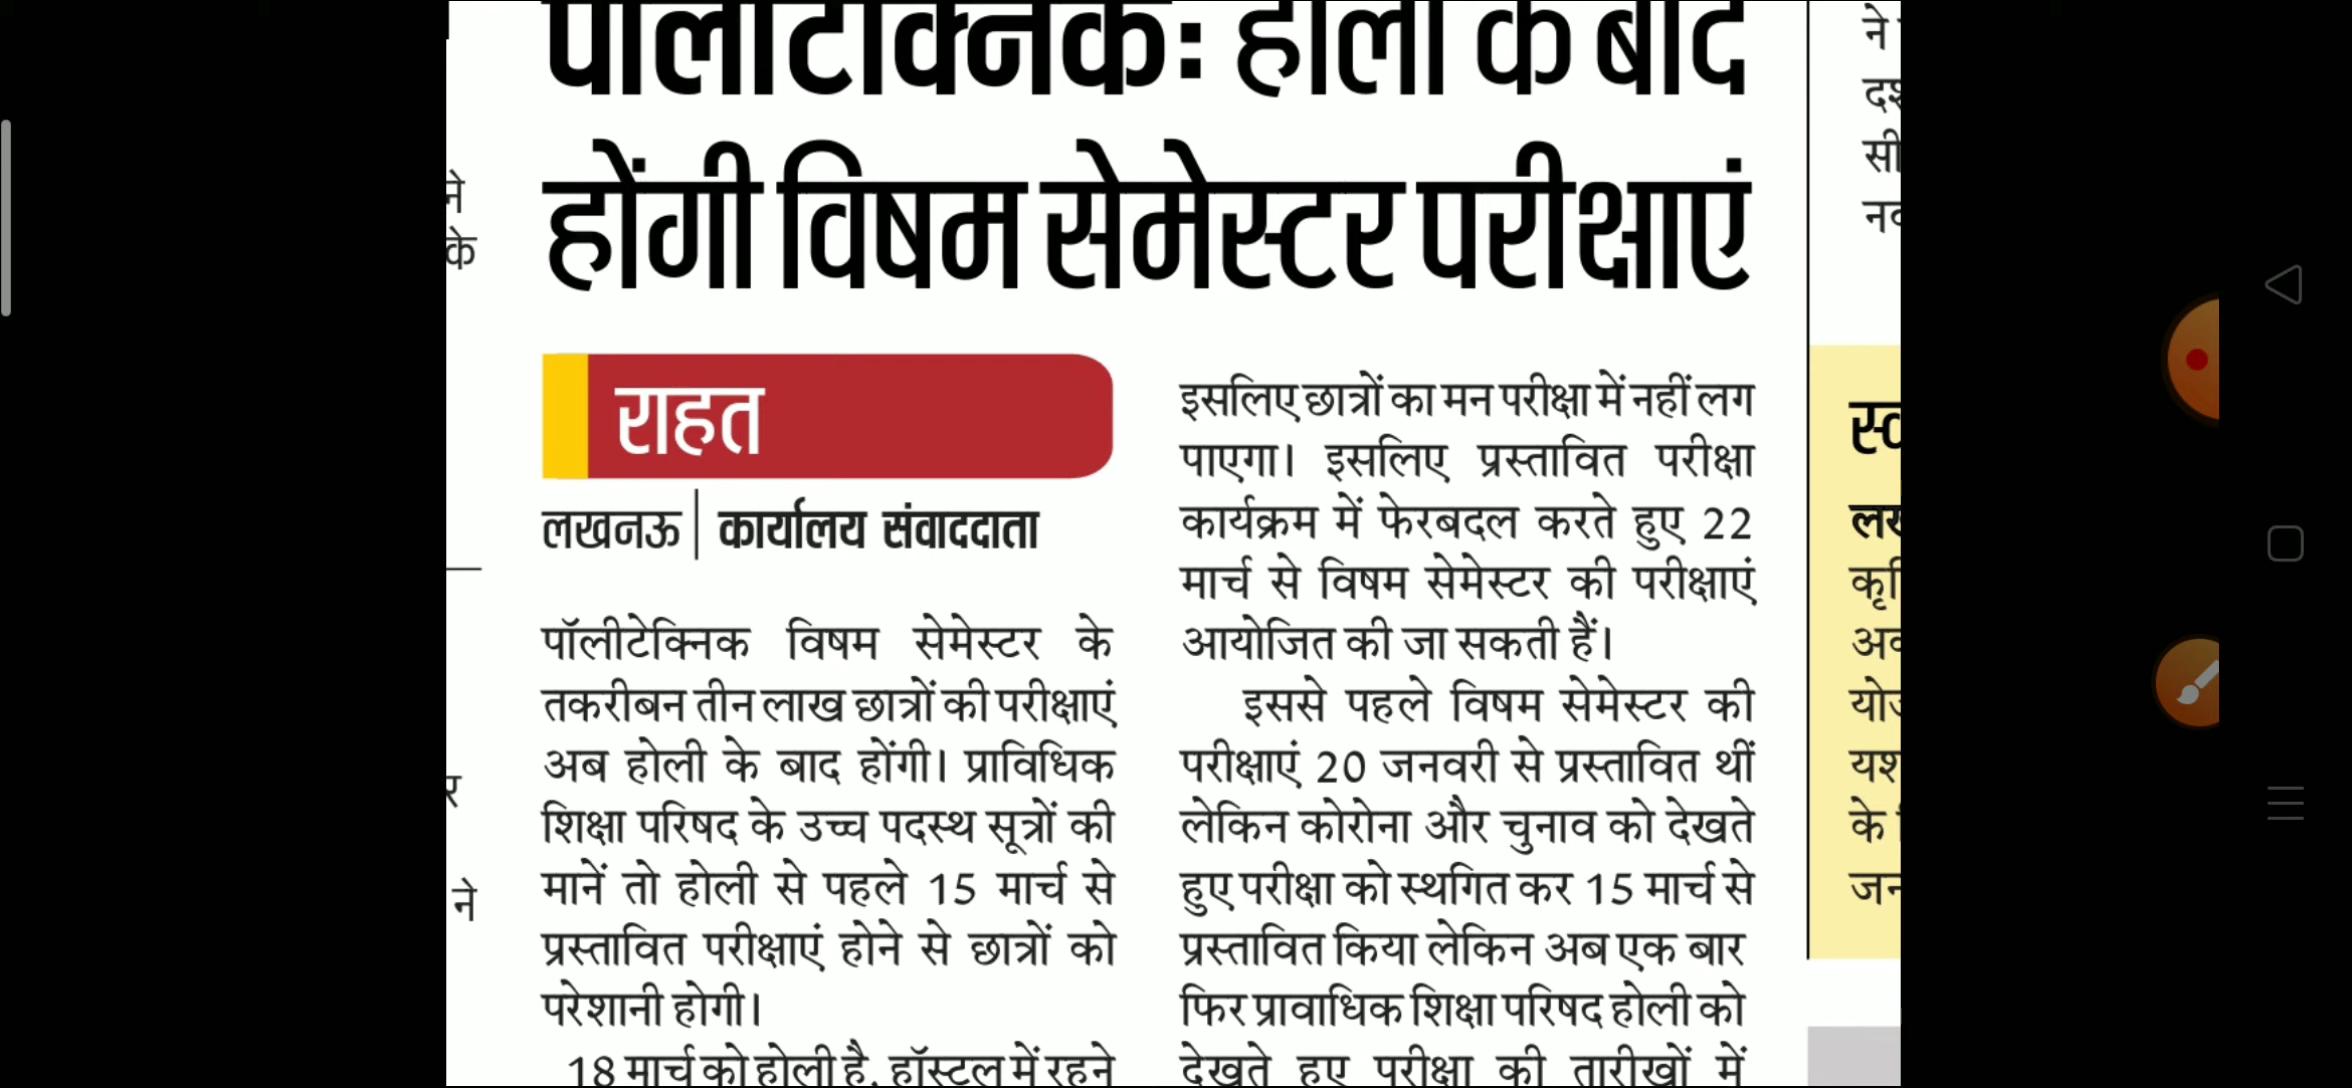 पॉलीटेक्निकः होली के बाद
होंगी विषम सेमेस्टर परीक्षाएं
राहत
लखनऊ | कार्यालय संवाददाता
पॉलीटेक्निक विषम सेमेस्टर के
तकरीबन तीन लाख छात्रों की परीक्षाएं
अब होली के बाद होंगी। प्राविधिक
शिक्षा परिषद के उच्च पदस्थ सूत्रों की
मानें तो होली से पहले 15 मार्च से
प्रस्तावित परीक्षाएं होने से छात्रों को
परेशानी होगी।
18 मार्च को होली है, हॉस्टल में रहने
इसलिए छात्रों का मन परीक्षा में नहीं लग
पाएगा। इसलिए प्रस्तावित परीक्षा
कार्यक्रम में फेरबदल करते हुए 22
मार्च से विषम सेमेस्टर की परीक्षाएं
आयोजित की जा सकती हैं।
इससे पहले विषम सेमेस्टर की
परीक्षाएं 20 जनवरी से प्रस्तावित थीं
लेकिन कोरोना और चुनाव को देखते
हुए परीक्षा को स्थगित कर 15 मार्च से
प्रस्तावित किया लेकिन अब एक बार
फिर प्रावाधिक शिक्षा परिषद होली को
देखते हुए परीक्षा की तारीखों में
ने
के
के
ने